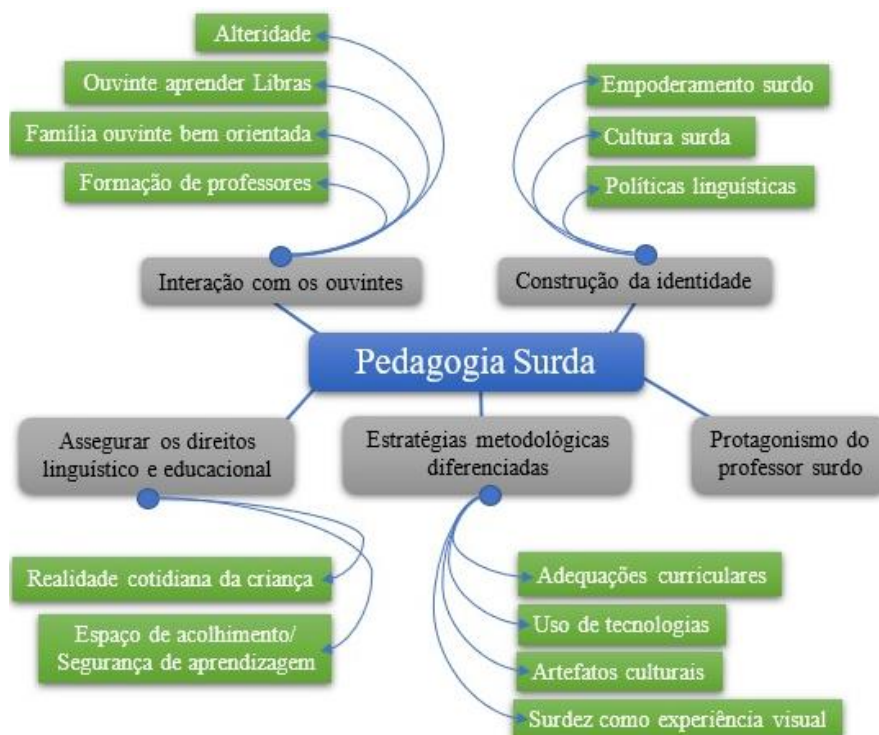 Alteridade
Ouvinte aprender Libras
Família ouvinte bem orientada
Formação de professores
Empoderamento surdo
Cultura surda
Políticas linguísticas
Interação com os ouvintes
Construção da identidade
Pedagogia Surda
Assegurar os direitos
linguístico e educacional
Estratégias metodológicas
diferenciadas
Protagonismo do
professor surdo
Realidade cotidiana da criança
Espaço de acolhimento/
Segurança de aprendizagem
Adequações curriculares
Uso de tecnologias
Artefatos culturais
Surdez como experiência visual